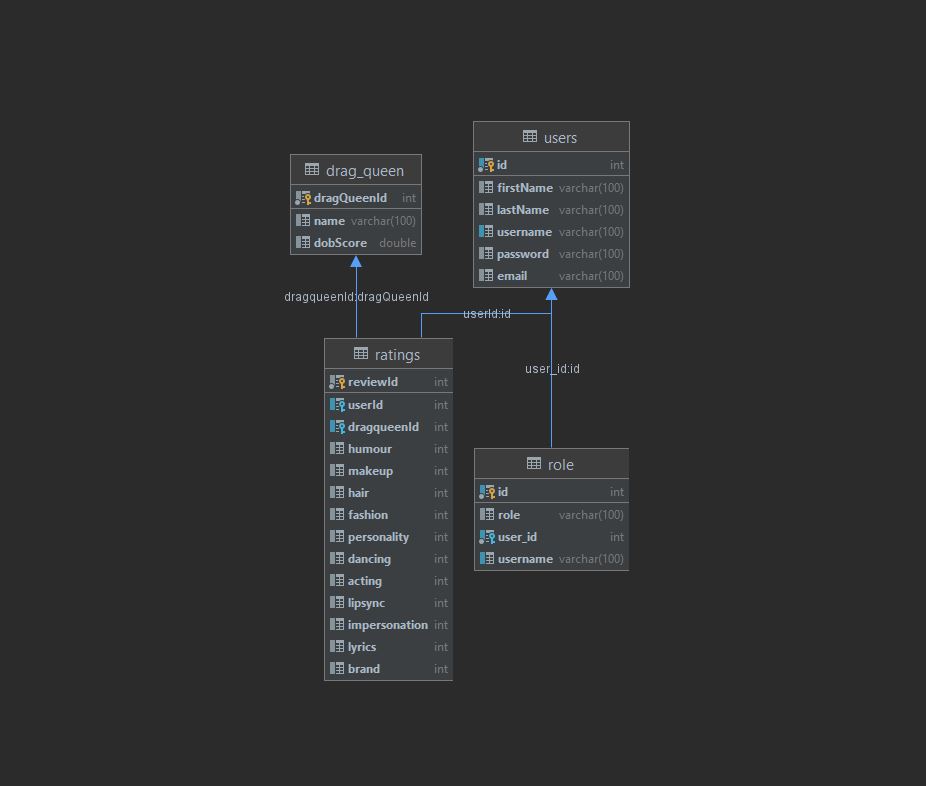 drag_queen
dragQueenId int
name varchar(100)
dobScore double
users
id int
firstName varchar(100)
lastName varchar(100)
username varchar(100)
password varchar(100)
email varchar(100)
dragqueenId:dragQueenId
userId:id
user_id:id
ratings
reviewId int
userId int
dragqueenId int
humour int
makeup int
hair int
fashion int
personality int
dancing int
acting int
lipsync int
impersonation int
lyrics int
brand int
role
id int
role varchar(100)
user_id int
username varchar(100)